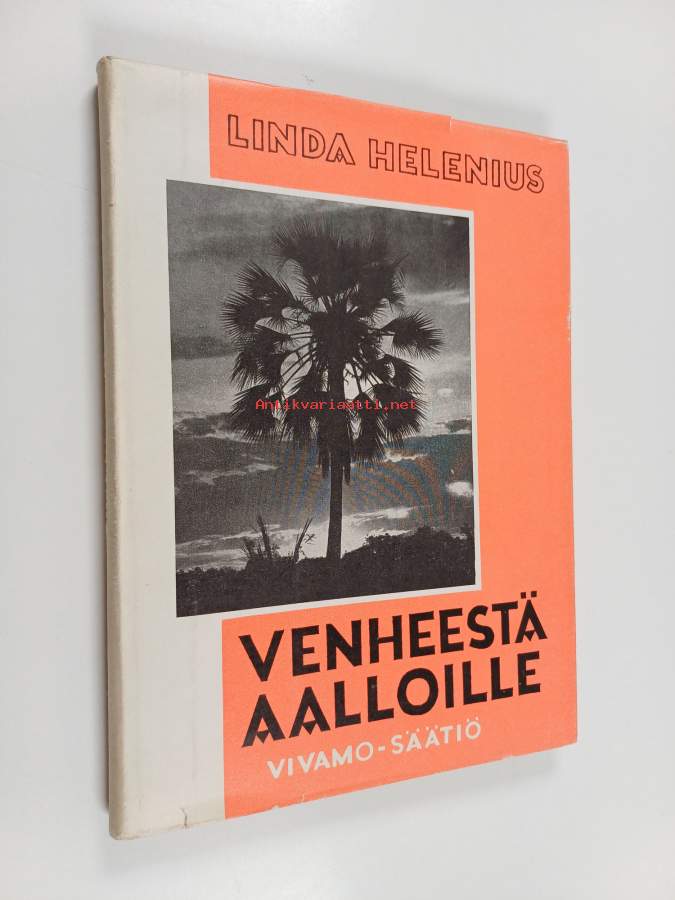 LINDA HELENIUS
Antikvariaatti.net
VENHEESTÄ
AALLOILLE
VIVAMO-SÄÄTIÖ